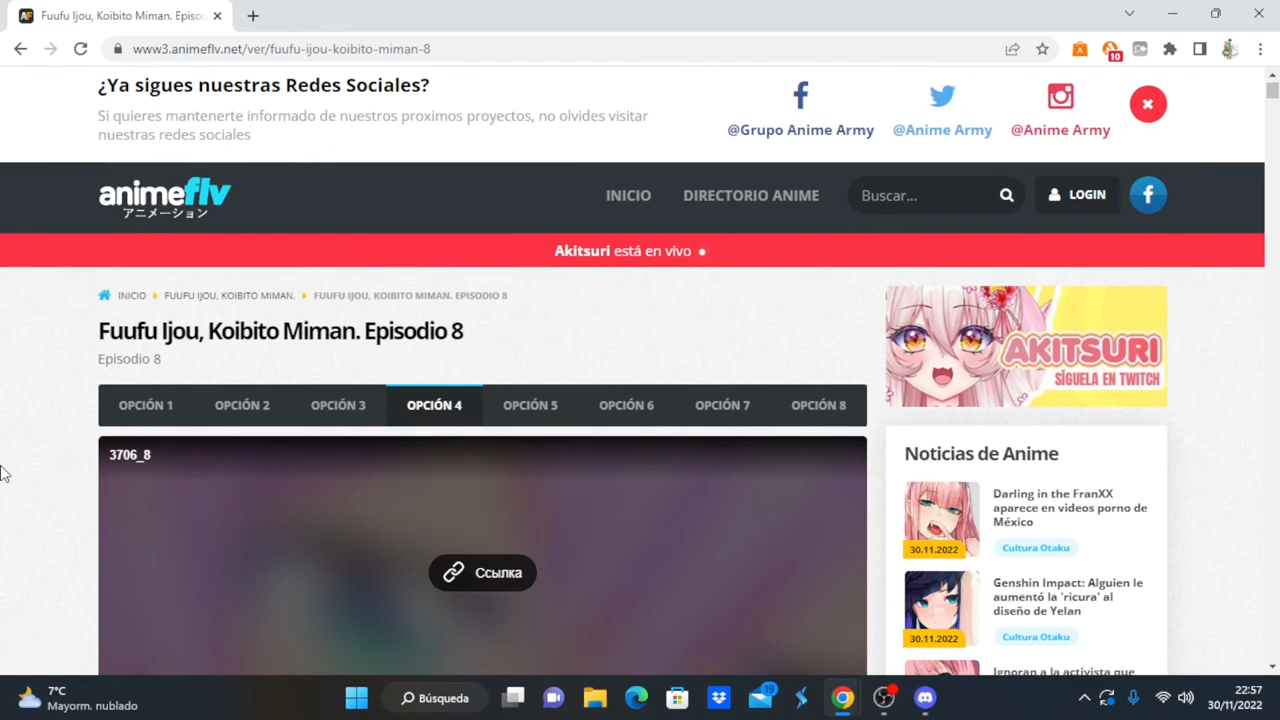 Fuufu Ijou, Koibito Miman. Episo
www3.animeflv.net/ver/fuufu-ijou-koibito-miman-8
10
¿Ya sigues nuestras Redes Sociales?
Si quieres mantenerte informado de nuestros proximos proyectos, no olvides visitar
nuestras redes sociales
@Grupo Anime Army
@Anime Army
@Anime Army
animeflv
アニメーション
INICIO
DIRECTORIO ANIME
Buscar...
LOGIN
Akitsuri está en vivo
INICIO
FUUFU IJOU, KOIBITO MIMAN.
FUUFU IJOU, KOIBITO MIMAN. EPISODIO 8
Fuufu Ijou, Koibito Miman. Episodio 8
Episodio 8
AKITSURI
SÍGUELA EN TWITCH
OPCIÓN 1
OPCIÓN 2
OPCIÓN 3
OPCIÓN 4
OPCIÓN 5
OPCIÓN 6
OPCIÓN 7
OPCIÓN 8
3706_8
Ссылка
Noticias de Anime
Darling in the FranXX
aparece en videos porno de
México
30.11.2022
Cultura Otaku
Genshin Impact: Alguien le
aumentó la 'ricura' al
diseño de Yelan
30.11.2022
Cultura Otaku
Ignoran a la activista que
7°C
Mayorm. nublado
Búsqueda
19
22:57
30/11/2022